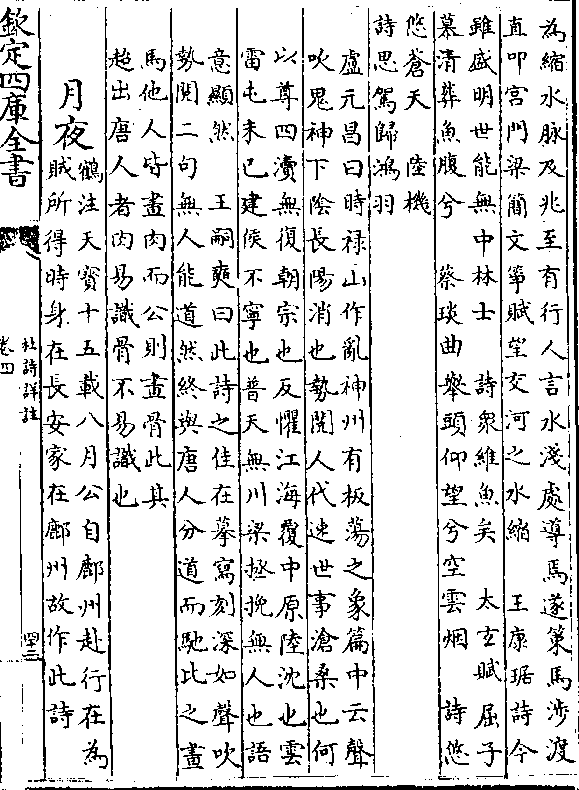 為縮水脉及兆至有行人言水淺處導馬遂策馬涉渡
直叩宫門梁簡文箏賦望交河之水縮　王康琚詩今
雖盛明世能無中林士　詩衆維魚矣　太玄賦屈子
慕清葬魚腹兮　蔡琰曲舉頭仰望兮空雲烟　詩悠
悠蒼天　陸機
詩思駕歸鴻羽
盧元昌曰時禄山作亂神州有板蕩之象篇中云聲
吹鬼神下陰長陽消也勢閲人代速世事滄桑也何
以尊四瀆無復朝宗也反懼江海覆中原陸沈也雲
雷屯未已建侯不寧也普天無川梁拯挽無人也語
意顯然　王嗣奭曰此詩之佳在摹寫刻深如聲吹
勢閲二句無人能道然終與唐人分道而馳比之畫
馬他人皆畫肉而公則畫骨此其
超出唐人者肉易識骨不易識也
月夜
鶴注天寶十五載八月公自鄜州赴行在為
賊所得時身在長安家在鄜州故作此詩
欽定四庫全書
杜詩詳註
卷四
四十三